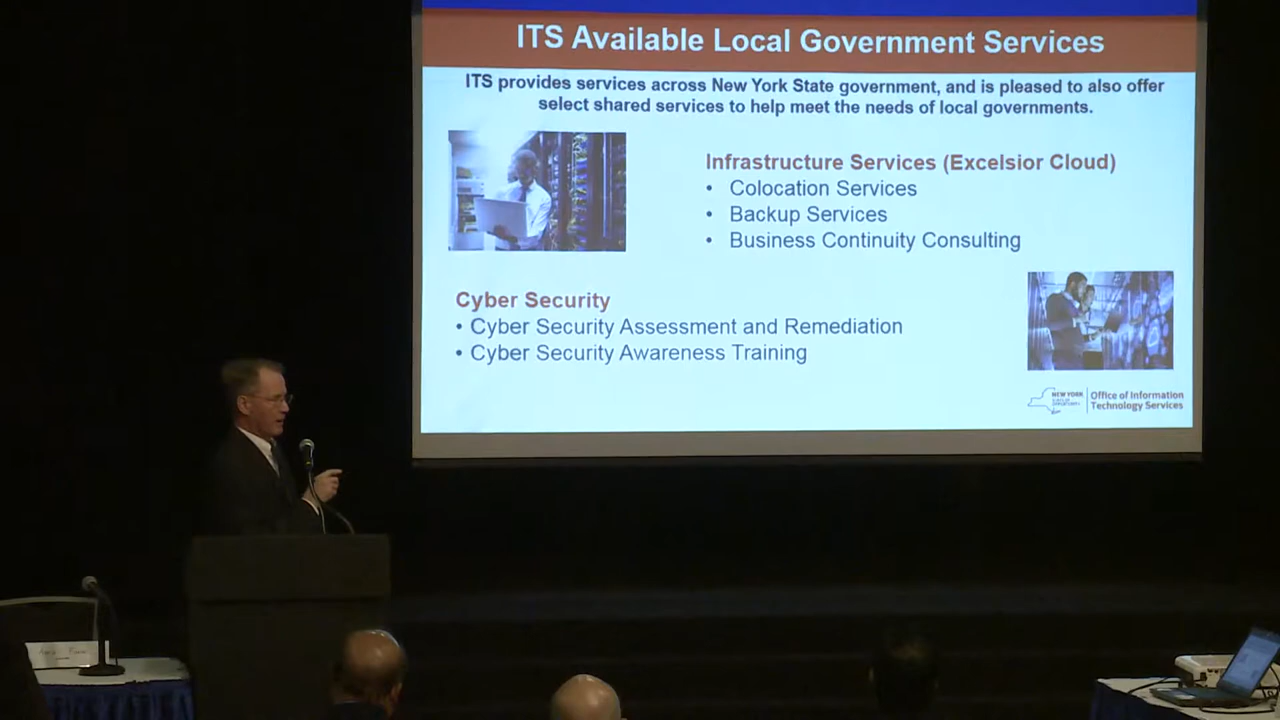 ITS Available Local Government Services
ITS provides services across New York State government, and is pleased to also offer
select shared services to help meet the needs of local governments.
Infrastructure Services (Excelsior Cloud)
• Colocation Services
• Backup Services
• Business Continuity Consulting
Cyber Security
• Cyber Security Assessment and Remediation
• Cyber Security Awareness Training
NEW YORK
Office of Information
Technology Services